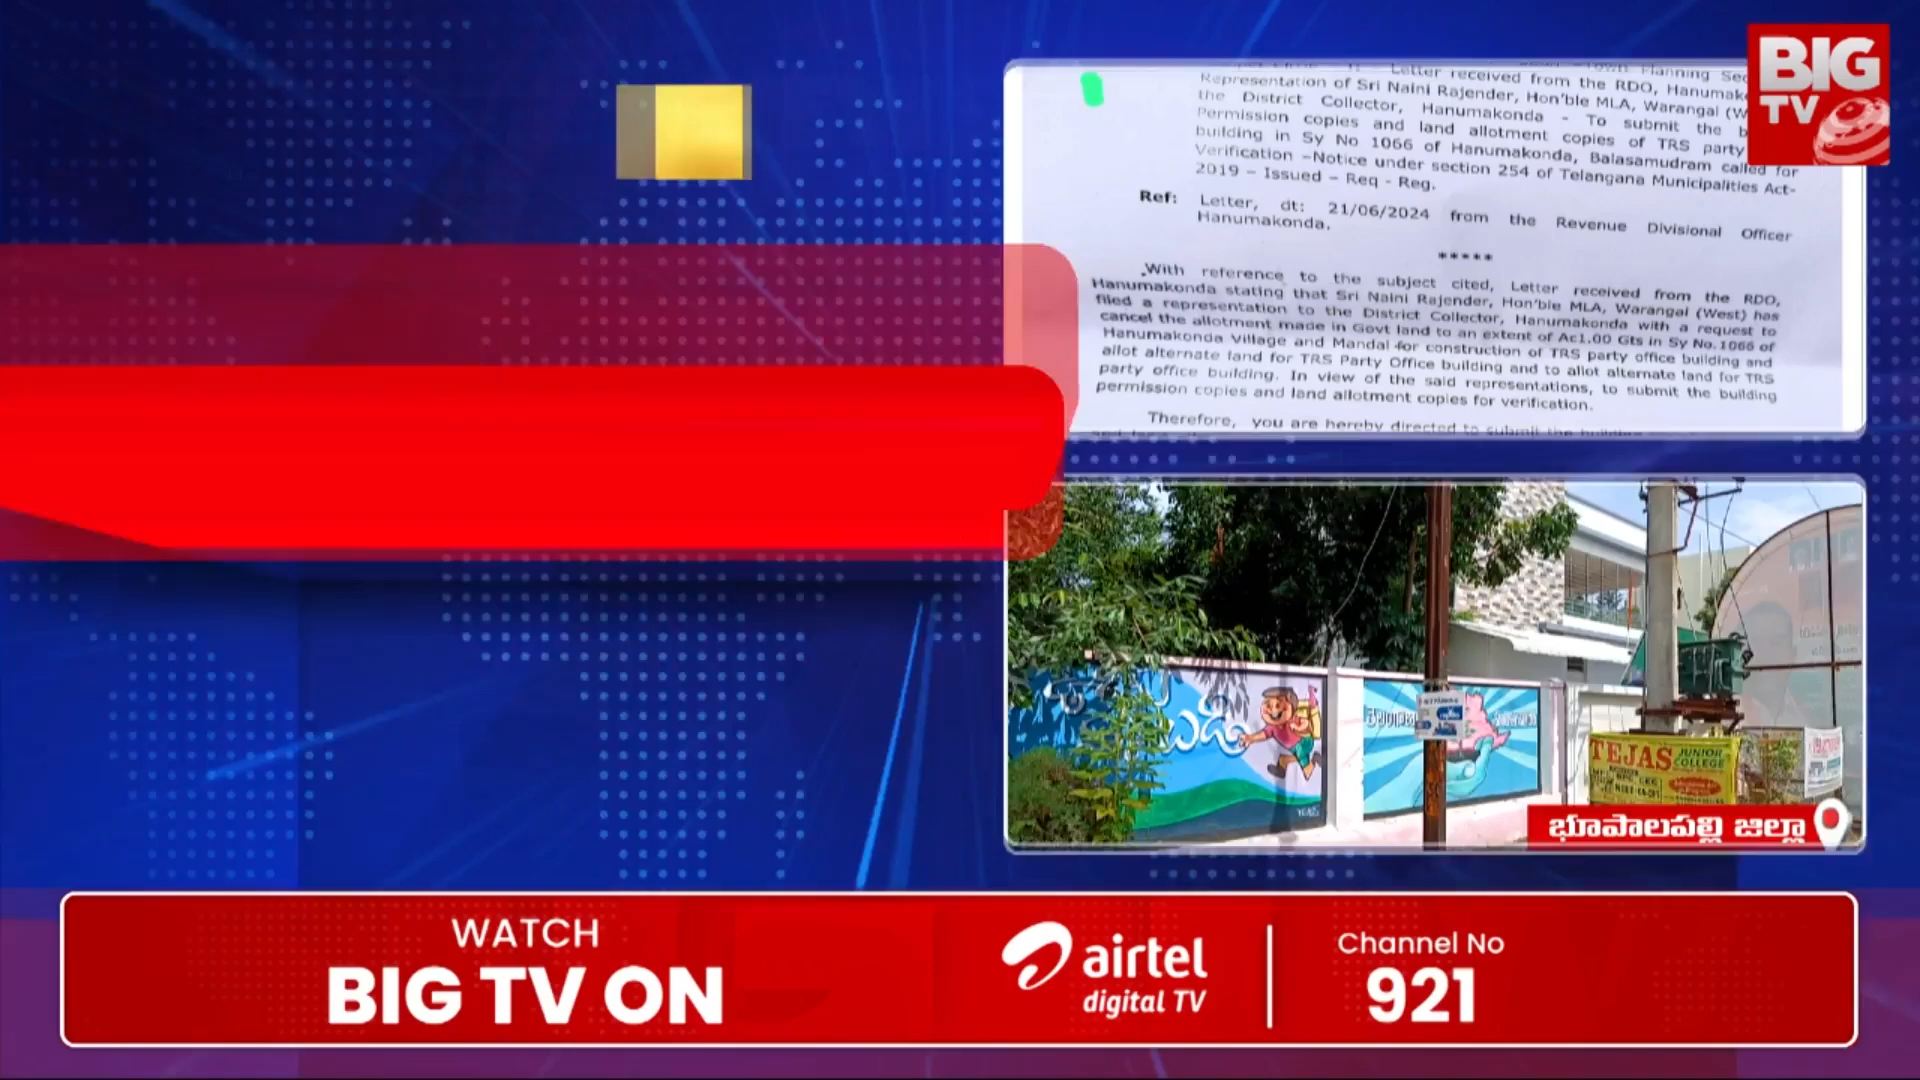 BIG
TV
Letter received from the RDO,
Representation of Sri Naini Rajender, Hon'ble MLA, Warangal
the District Collector, Hanumakonda - To submit the
Permission copies and land allotment copies of TRS party
building in Sy No 1066 of Hanumakonda, Balasamudram called for
Verification –Notice under section 254 of Telangana Municipalities Act-
2019 – Issued – Req - Reg.
Ref: Letter, dt: 21/06/2024 from the Revenue Divisional Officer
Hanumakonda.
*****
With reference to the subject cited, Letter received from the RDO,
Hanumakonda stating that Sri Naini Rajender, Hon'ble MLA, Warangal (West) has
filed a representation to the District Collector, Hanumakonda with a request to
cancel the allotment made in Govt land to an extent of Ac1.00 Gts in Sy No.1066 of
Hanumakonda Village and Mandal for construction of TRS party office building and
allot alternate land for TRS Party Office building and to allot alternate land for TRS
party office building. In view of the said representations, to submit the building
permission copies and land allotment copies for verification.
Therefore, you are hereby directed to submit the building
TEJAS JUNIOR
COLLEGE
భూపాలపల్లి జిల్లా
WATCH
BIG TV ON
airtel
digital TV
Channel No
921